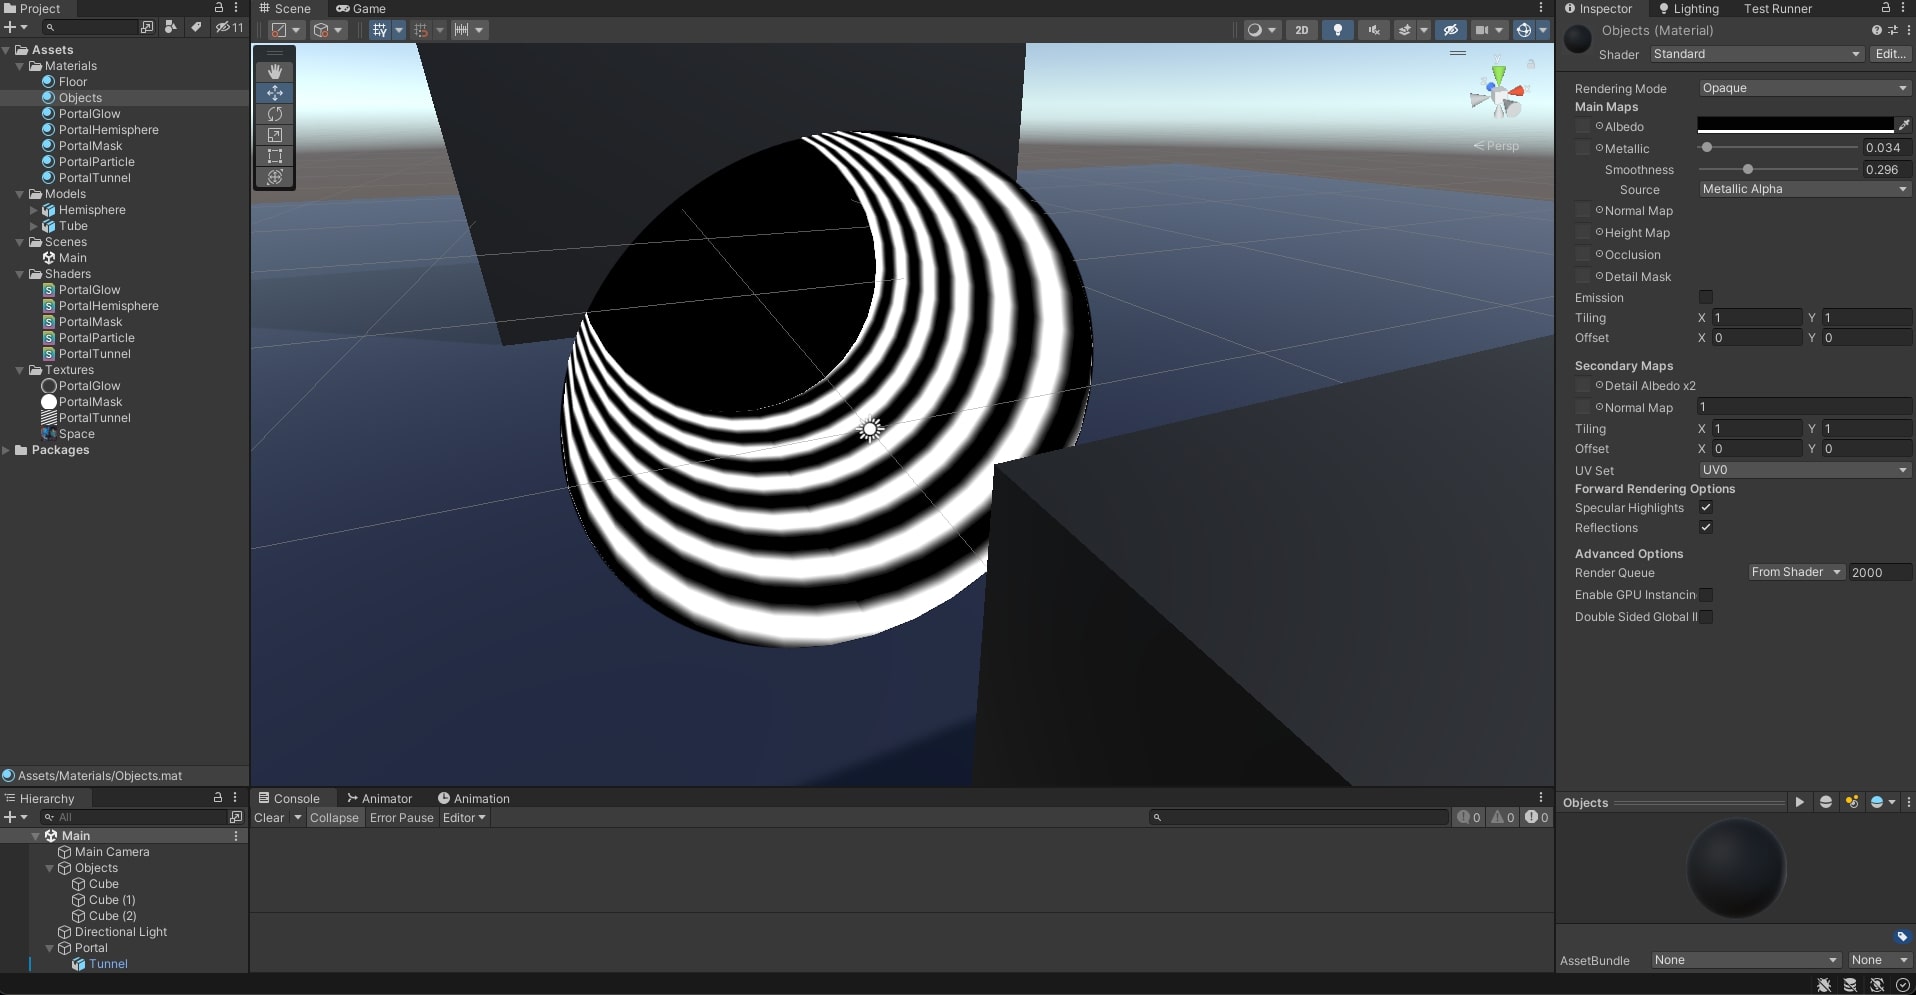 Project
11
Assets
Materials
Floor
Objects
PortalGlow
PortalHemisphere
PortalMask
PortalParticle
PortalTunnel
Models
Hemisphere
Tube
Scenes
Main
Shaders
PortalGlow
PortalHemisphere
PortalMask
PortalParticle
PortalTunnel
Textures
PortalGlow
PortalMask
PortalTunnel
Space
Packages
Assets/Materials/Objects.mat
Hierarchy
All
Main
Main Camera
Objects
Cube
Cube (1)
Cube (2)
Directional Light
Portal
Tunnel
Scene Game
2D
Persp
Console Animator Animation
Clear Collapse Error Pause Editor
0 0 0
Inspector Lighting Test Runner
Objects (Material)
Shader Standard Edit...
Rendering Mode Opaque
Main Maps
Albedo
Metallic 0.034
Smoothness 0.296
Source Metallic Alpha
Normal Map
Height Map
Occlusion
Detail Mask
Emission
Tiling X 1 Y 1
Offset X 0 Y 0
Secondary Maps
Detail Albedo x2
Normal Map 1
Tiling X 1 Y 1
Offset X 0 Y 0
UV Set UV0
Forward Rendering Options
Specular Highlights
Reflections
Advanced Options
Render Queue From Shader 2000
Enable GPU Instancin
Double Sided Global Il
Objects
AssetBundle None None